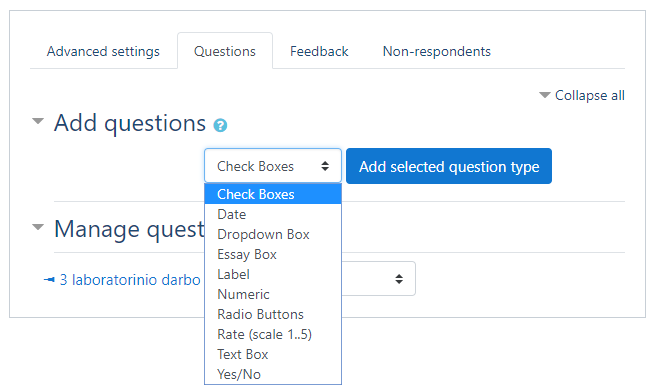 Advanced settings Questions Feedback Non-respondents
Collapse all
Add questions ?
Check Boxes Add selected question type
Check Boxes
Date
Dropdown Box
Essay Box
Label
Numeric
Radio Buttons
Rate (scale 1..5)
Text Box
Yes/No
Manage quest
3 laboratorinio darbo